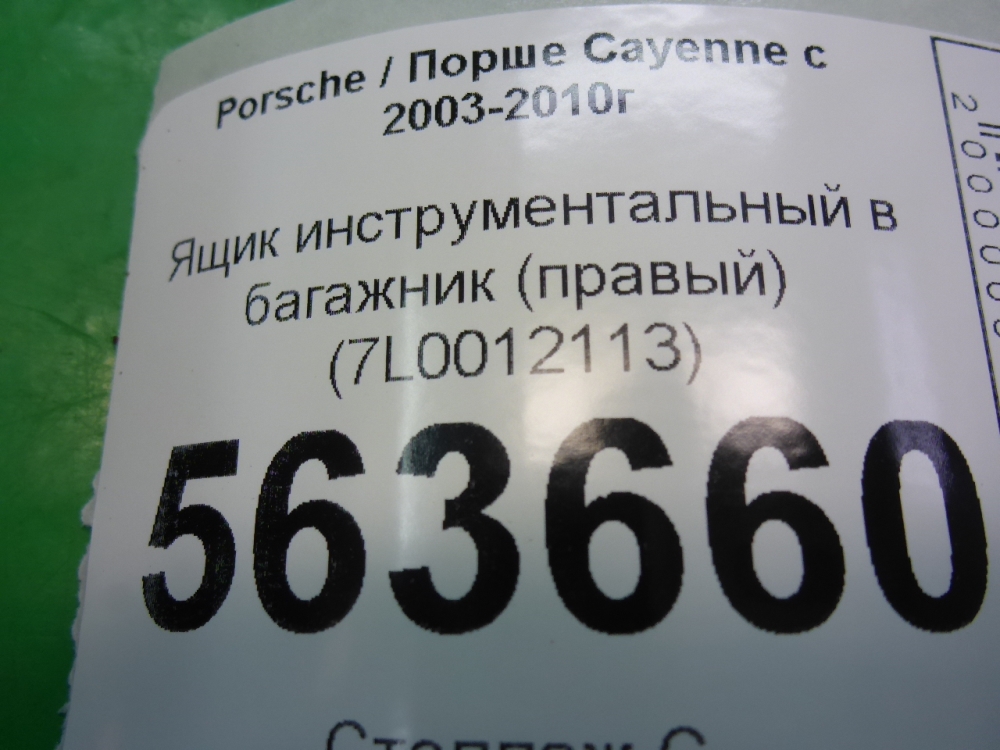 Porsche / Порше Cayenne с
2003-2010г
Ящик инструментальный в
багажник (правый)
(7L0012113)
563660